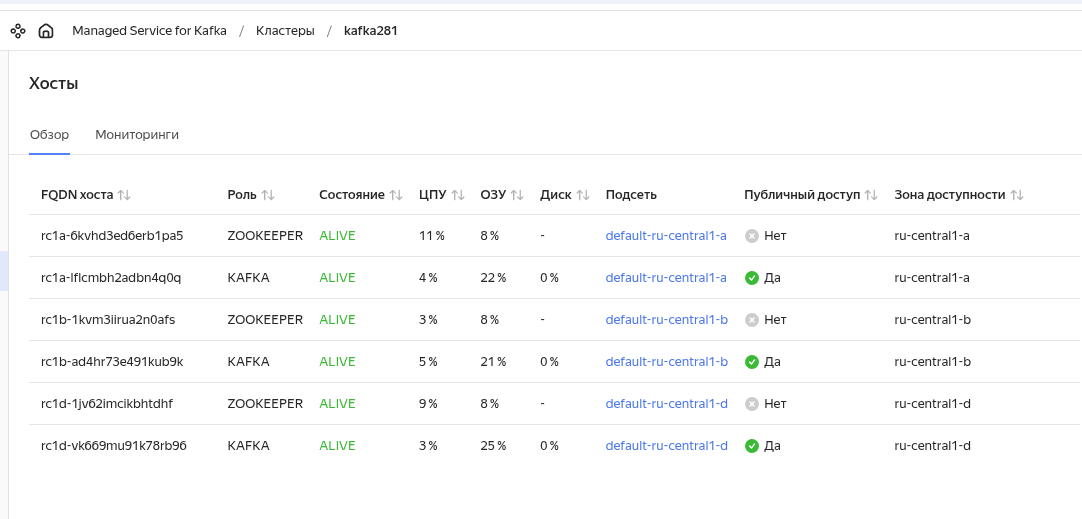 Managed Service for Kafka / Кластеры / kafka281
Хосты
Обзор Мониторинги
FQDN хоста Роль Состояние ЦПУ ОЗУ Диск Подсеть Публичный доступ Зона доступности
rc1a-6kvhd3ed6erb1pa5 ZOOKEEPER ALIVE 11 % 8 % - default-ru-central1-a Нет ru-central1-a
rc1a-lflcmbh2adbn4q0q KAFKA ALIVE 4 % 22 % 0 % default-ru-central1-a Да ru-central1-a
rc1b-1kvm3iirua2n0afs ZOOKEEPER ALIVE 3 % 8 % - default-ru-central1-b Нет ru-central1-b
rc1b-ad4hr73e491kub9k KAFKA ALIVE 5 % 21 % 0 % default-ru-central1-b Да ru-central1-b
rc1d-1jv62imcikbhtdhf ZOOKEEPER ALIVE 9 % 8 % - default-ru-central1-d Нет ru-central1-d
rc1d-vk669mu91k78rb96 KAFKA ALIVE 3 % 25 % 0 % default-ru-central1-d Да ru-central1-d